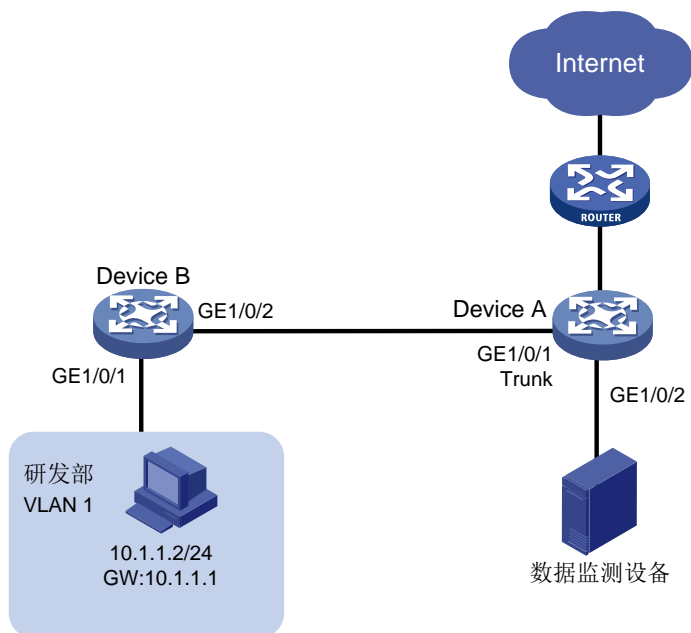 Internet
ROUTER
Device B
GE1/0/2
Device A
GE1/0/1
Trunk
GE1/0/1
GE1/0/2
研发部
VLAN 1
10.1.1.2/24
GW:10.1.1.1
数据监测设备